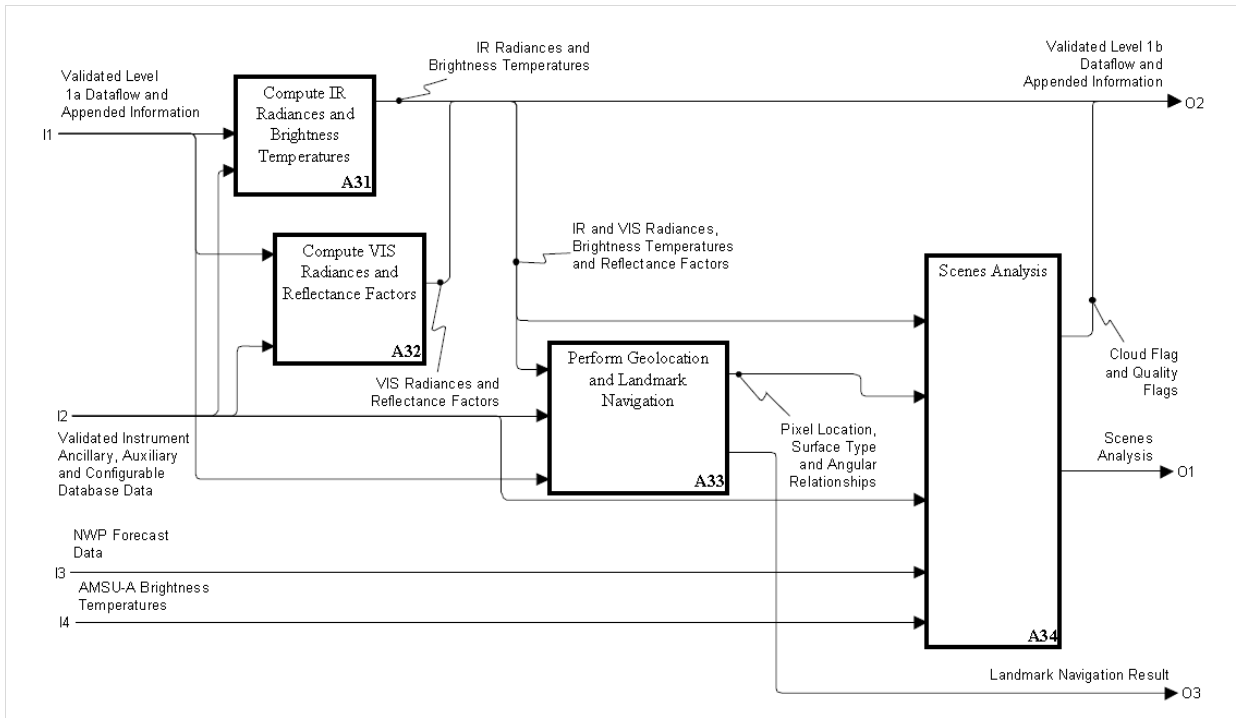 IR Radiances and
Brightness Temperatures
Validated Level 1b
Dataflow and
Appended Information
O2
Validated Level
1a Dataflow and
Appended Information
I1
Compute IR
Radiances and
Brightness
Temperatures
A31
Compute VIS
Radiances and
Reflectance Factors
A32
IR and VIS Radiances,
Brightness Temperatures
and Reflectance Factors
Scenes Analysis
A34
VIS Radiances and
Reflectance Factors
Perform Geolocation
and Landmark
Navigation
A33
Cloud Flag
and Quality
Flags
I2
Validated Instrument
Ancillary, Auxiliary
and Configurable
Database Data
Pixel Location,
Surface Type
and Angular
Relationships
Scenes
Analysis
O1
NWP Forecast
Data
I3
AMSU-A Brightness
Temperatures
I4
Landmark Navigation Result
O3